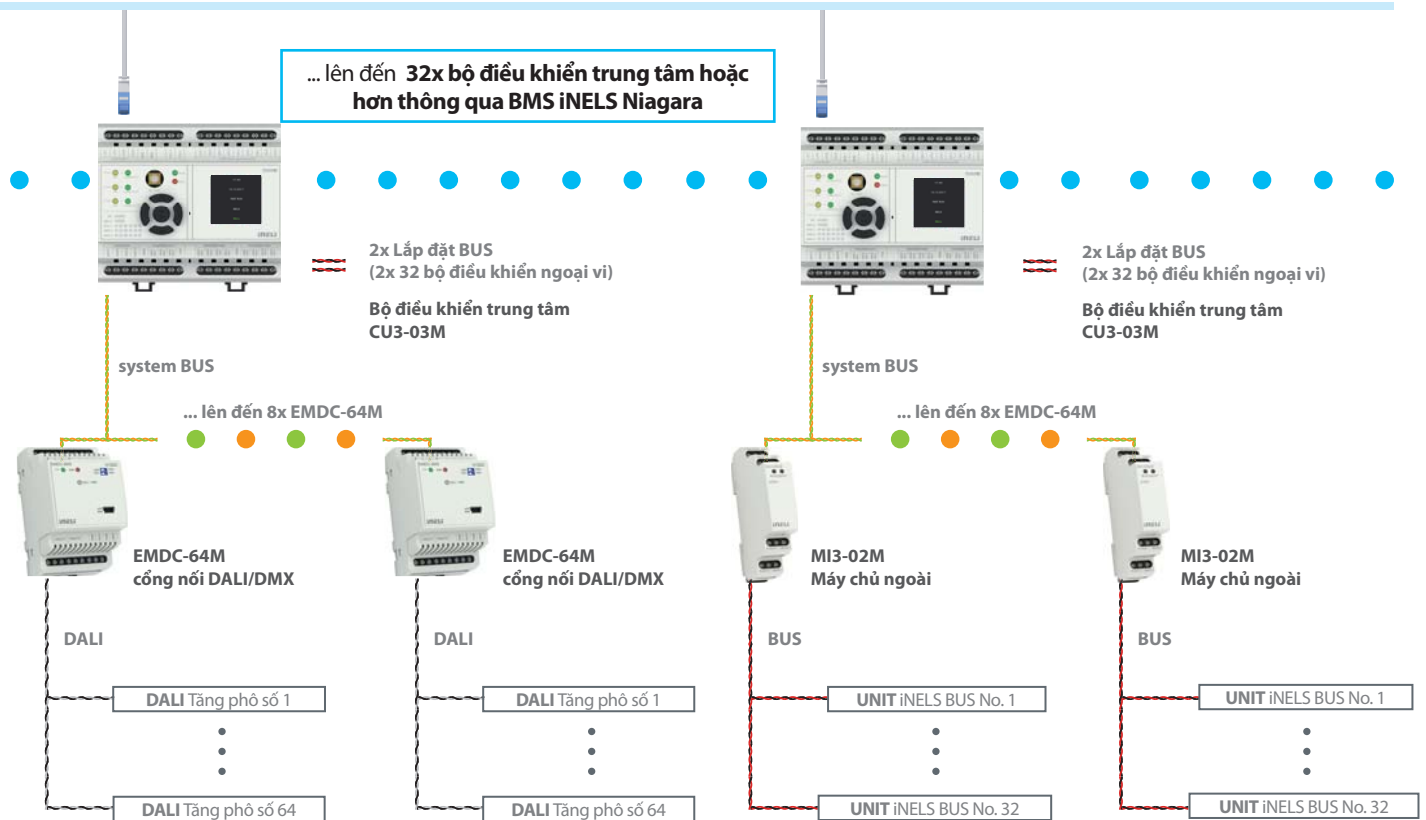 ... lên đến 32x bộ điều khiển trung tâm hoặc
hơn thông qua BMS iNELS Niagara
2x Lắp đặt BUS
(2x 32 bộ điều khiển ngoại vi)
Bộ điều khiển trung tâm
CU3-03M
system BUS
2x Lắp đặt BUS
(2x 32 bộ điều khiển ngoại vi)
Bộ điều khiển trung tâm
CU3-03M
system BUS
... lên đến 8x EMDC-64M
... lên đến 8x EMDC-64M
EMDC-64M
cổng nối DALI/DMX
EMDC-64M
cổng nối DALI/DMX
MI3-02M
Máy chủ ngoài
MI3-02M
Máy chủ ngoài
DALI
DALI
BUS
BUS
DALI Tăng phô số 1
DALI Tăng phô số 1
UNIT iNELS BUS No. 1
UNIT iNELS BUS No. 1
DALI Tăng phô số 64
DALI Tăng phô số 64
UNIT iNELS BUS No. 32
UNIT iNELS BUS No. 32